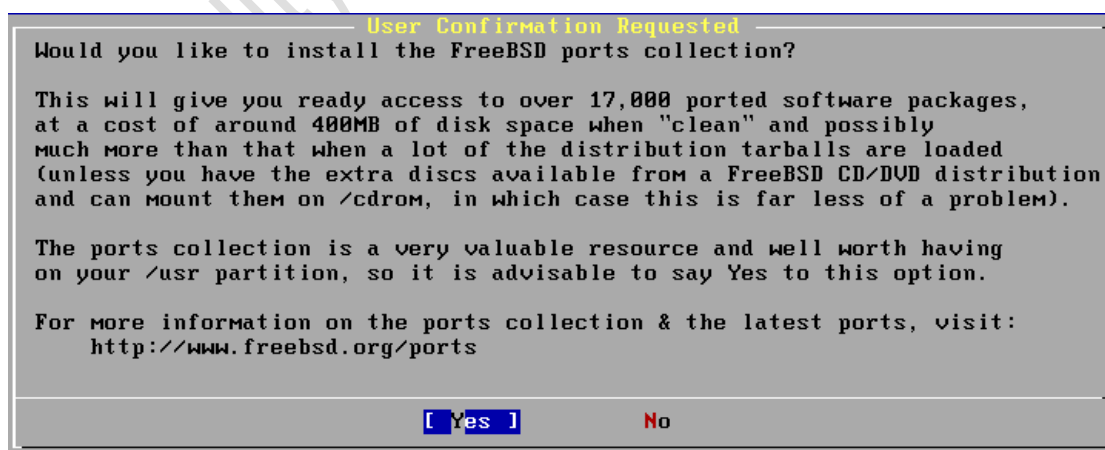 User Confirmation Requested
Would you like to install the FreeBSD ports collection?
This will give you ready access to over 17,000 ported software packages,
at a cost of around 400MB of disk space when "clean" and possibly
much more than that when a lot of the distribution tarballs are loaded
(unless you have the extra discs available from a FreeBSD CD/DVD distribution
and can mount them on /cdrom, in which case this is far less of a problem).
The ports collection is a very valuable resource and well worth having
on your /usr partition, so it is advisable to say Yes to this option.
For more information on the ports collection & the latest ports, visit:
http://www.freebsd.org/ports
[ Yes ] No